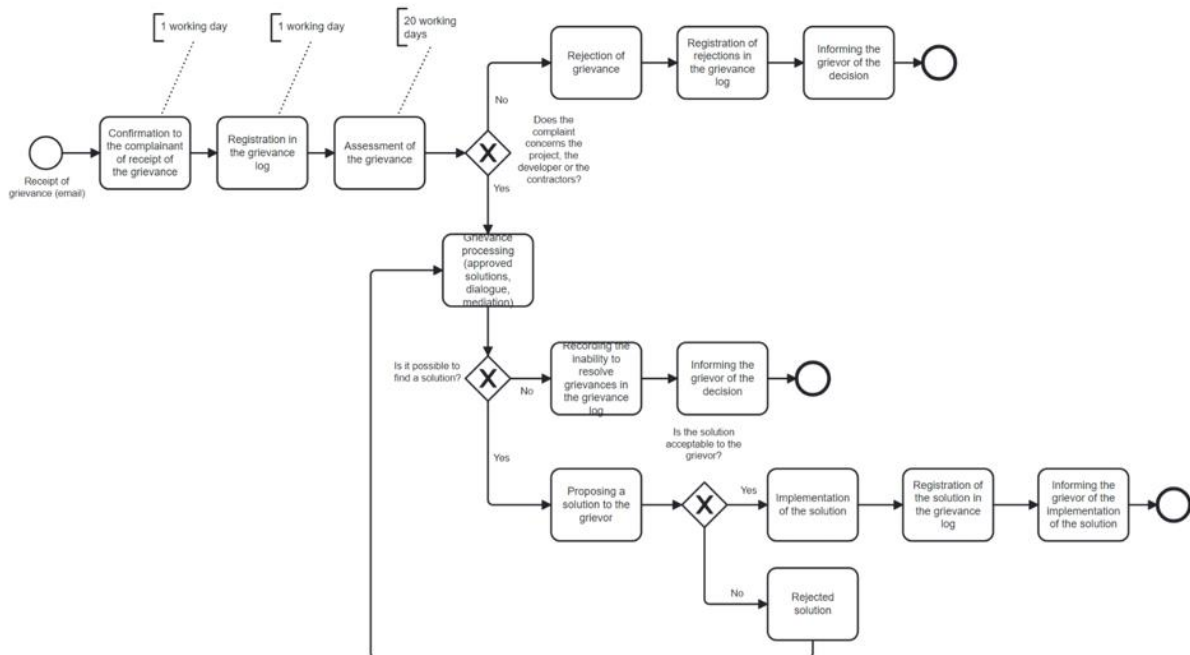 1 working day
1 working day
20 working
days
Rejection of
grievance
Registration of
rejections in
the grievance
log
Informing the
grievor of the
decision
No
Does the
complaint
concerns the
project, the
developer or the
contractors?
Receipt of
grievance (email)
Confirmation to
the complainant
of receipt of
the grievance
Registration in
the grievance
log
Assessment of
the grievance
Yes
Grievance
processing
(approved
solutions,
dialogue,
mediation)
Is it possible to
find a solution?
No
Recording the
inability to
resolve
grievances in
the grievance
log
Informing the
grievor of the
decision
Is the solution
acceptable to the
grievor?
Yes
Proposing a
solution to the
grievor
Yes
Implementation
of the solution
Registration of
the solution in
the grievance
log
Informing the
grievor of the
implementation
of the solution
No
Rejected
solution